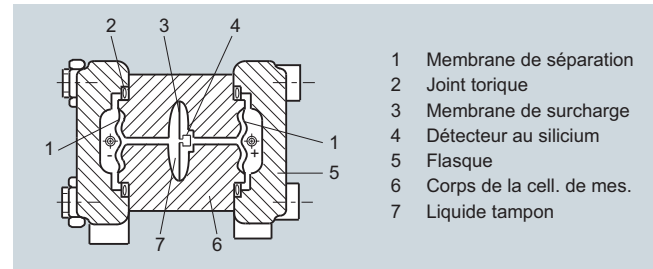 2 3 4
1 1
- +
5
7 6
1 Membrane de séparation
2 Joint torique
3 Membrane de surcharge
4 Détecteur au silicium
5 Flasque
6 Corps de la cell. de mes.
7 Liquide tampon